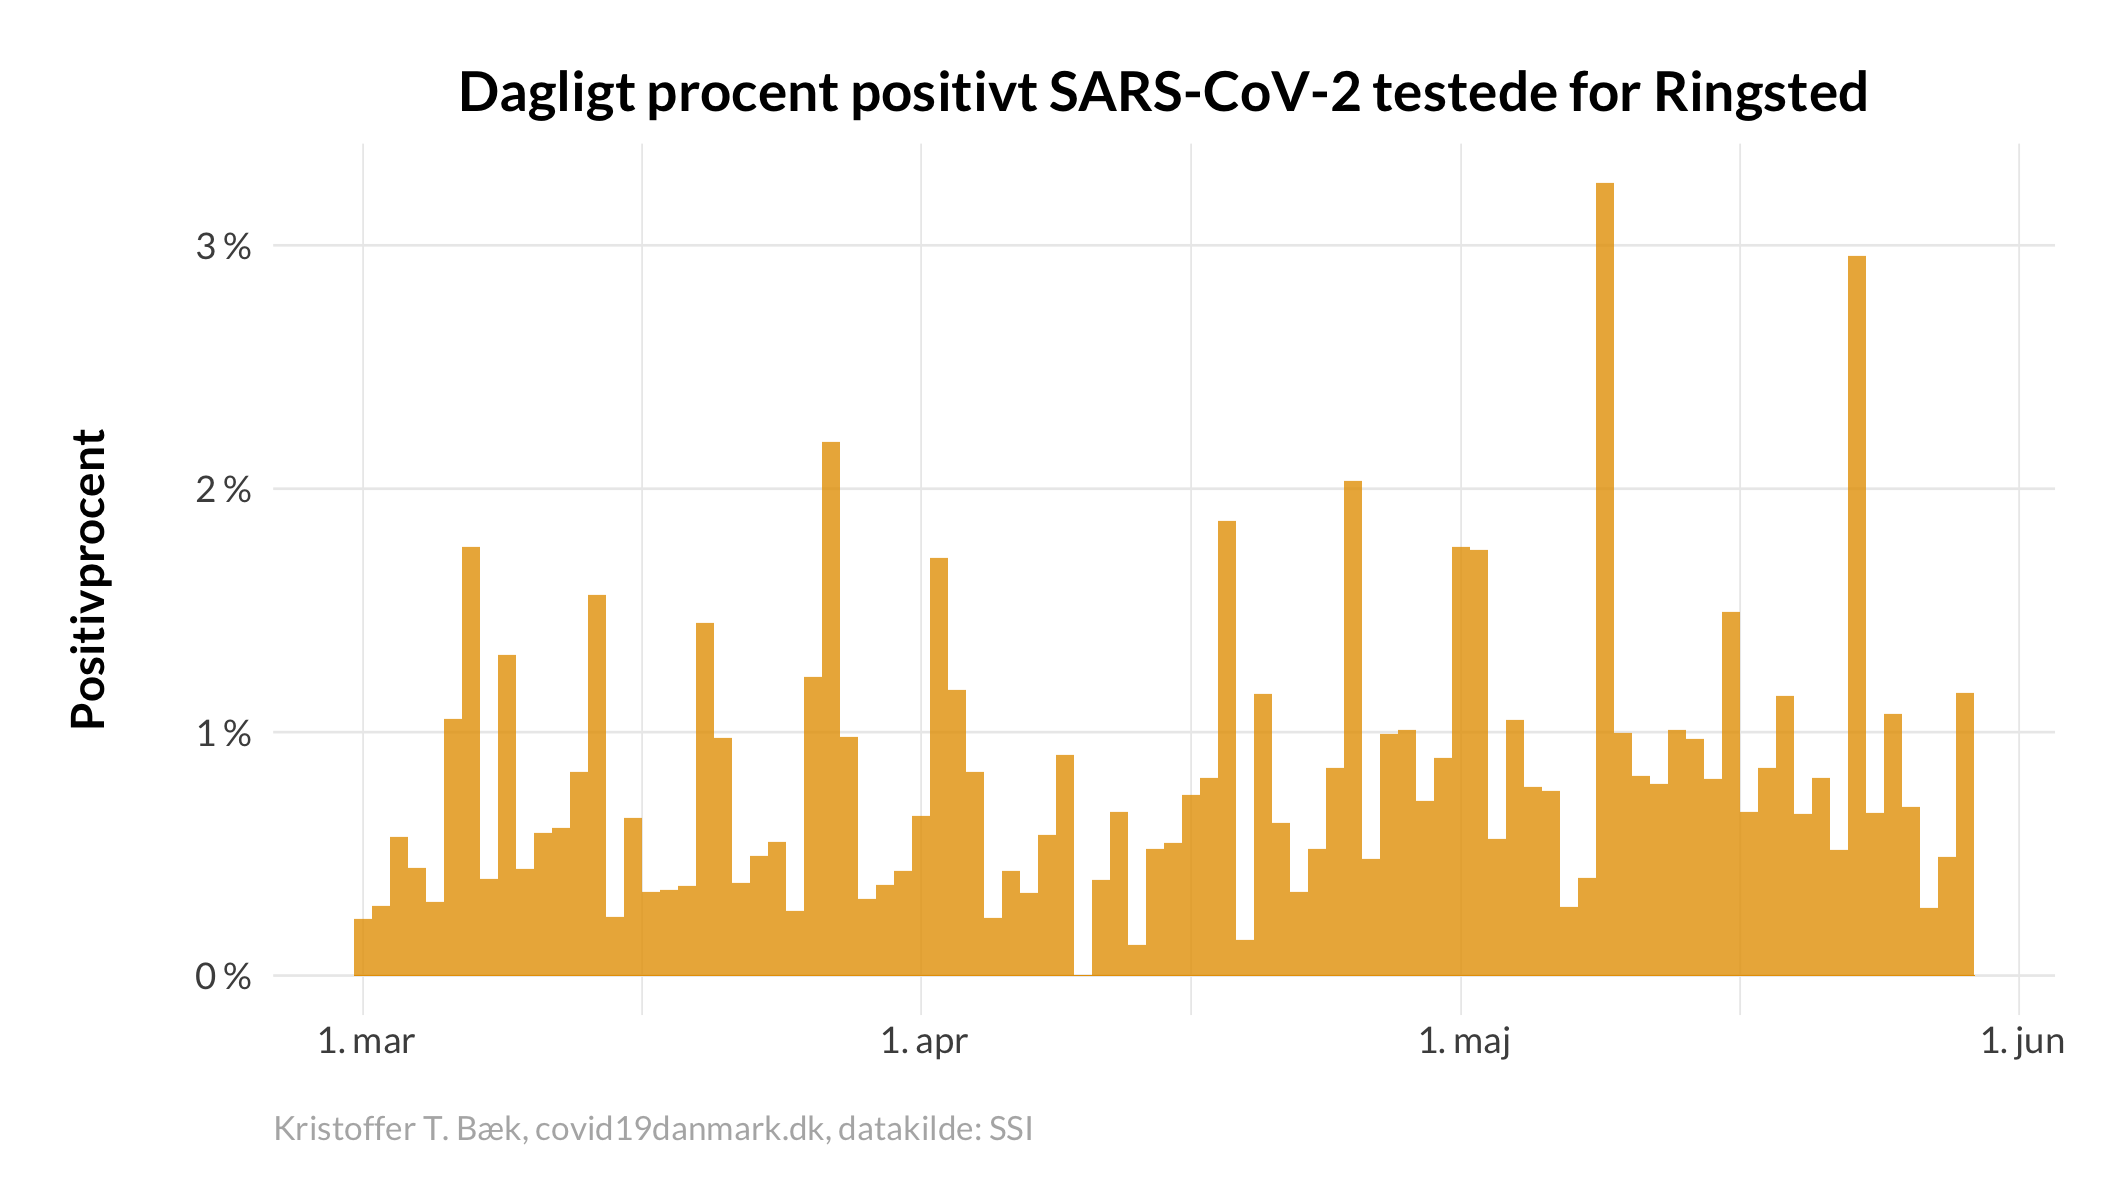 Dagligt procent positivt SARS-CoV-2 testede for Ringsted
Positivprocent
3 %
2 %
1 %
0 %
1. mar
1. apr
1. maj
1. jun
Kristoffer T. Bæk, covid19danmark.dk, datakilde: SSI